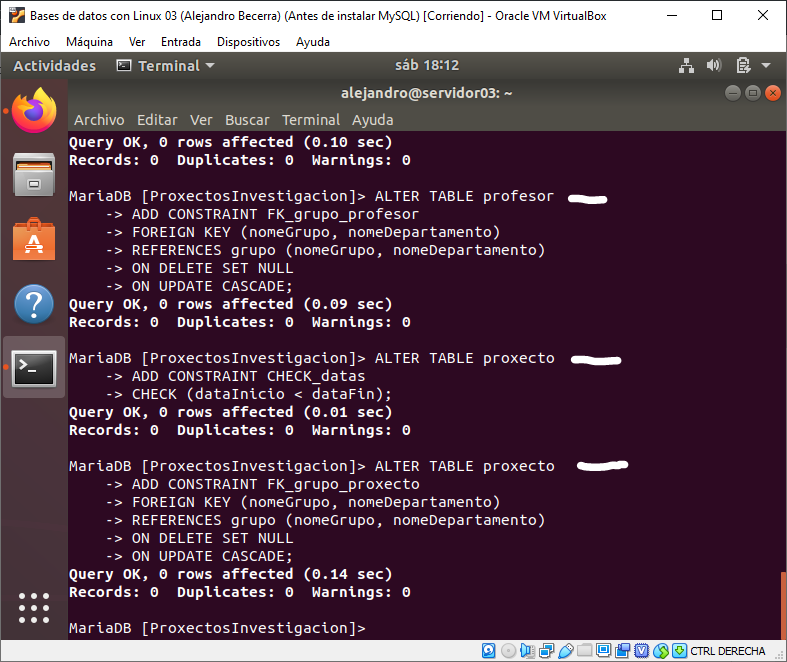 Bases de datos con Linux 03 (Alejandro Becerra) (Antes de instalar MySQL) [Corriendo] - Oracle VM VirtualBox
Archivo Máquina Ver Entrada Dispositivos Ayuda
Actividades Terminal sáb 18:12
alejandro@servidor03: ~
Archivo Editar Ver Buscar Terminal Ayuda
Query OK, 0 rows affected (0.10 sec)
Records: 0  Duplicates: 0  Warnings: 0
MariaDB [ProxectosInvestigacion]> ALTER TABLE profesor
-> ADD CONSTRAINT FK_grupo_profesor
-> FOREIGN KEY (nomeGrupo, nomeDepartamento)
-> REFERENCES grupo (nomeGrupo, nomeDepartamento)
-> ON DELETE SET NULL
-> ON UPDATE CASCADE;
Query OK, 0 rows affected (0.09 sec)
Records: 0  Duplicates: 0  Warnings: 0
MariaDB [ProxectosInvestigacion]> ALTER TABLE proxecto
-> ADD CONSTRAINT CHECK_datas
-> CHECK (dataInicio < dataFin);
Query OK, 0 rows affected (0.01 sec)
Records: 0  Duplicates: 0  Warnings: 0
MariaDB [ProxectosInvestigacion]> ALTER TABLE proxecto
-> ADD CONSTRAINT FK_grupo_proxecto
-> FOREIGN KEY (nomeGrupo, nomeDepartamento)
-> REFERENCES grupo (nomeGrupo, nomeDepartamento)
-> ON DELETE SET NULL
-> ON UPDATE CASCADE;
Query OK, 0 rows affected (0.14 sec)
Records: 0  Duplicates: 0  Warnings: 0
MariaDB [ProxectosInvestigacion]>
CTRL DERECHA